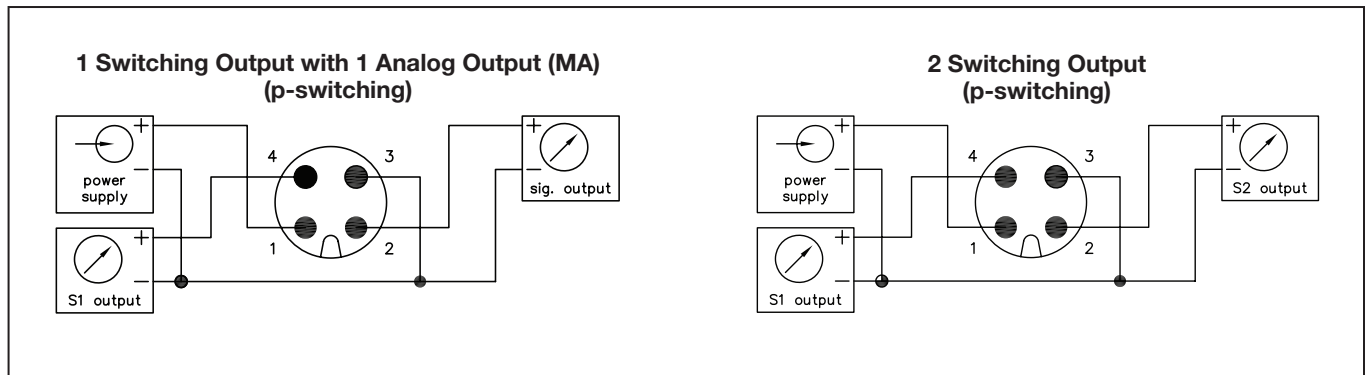 1 Switching Output with 1 Analog Output (MA)
(p-switching)
+
−
power
supply
+
−
S1 output
4
3
1
2
+
−
sig. output
2 Switching Output
(p-switching)
+
−
power
supply
+
−
S1 output
4
3
1
2
+
−
S2 output